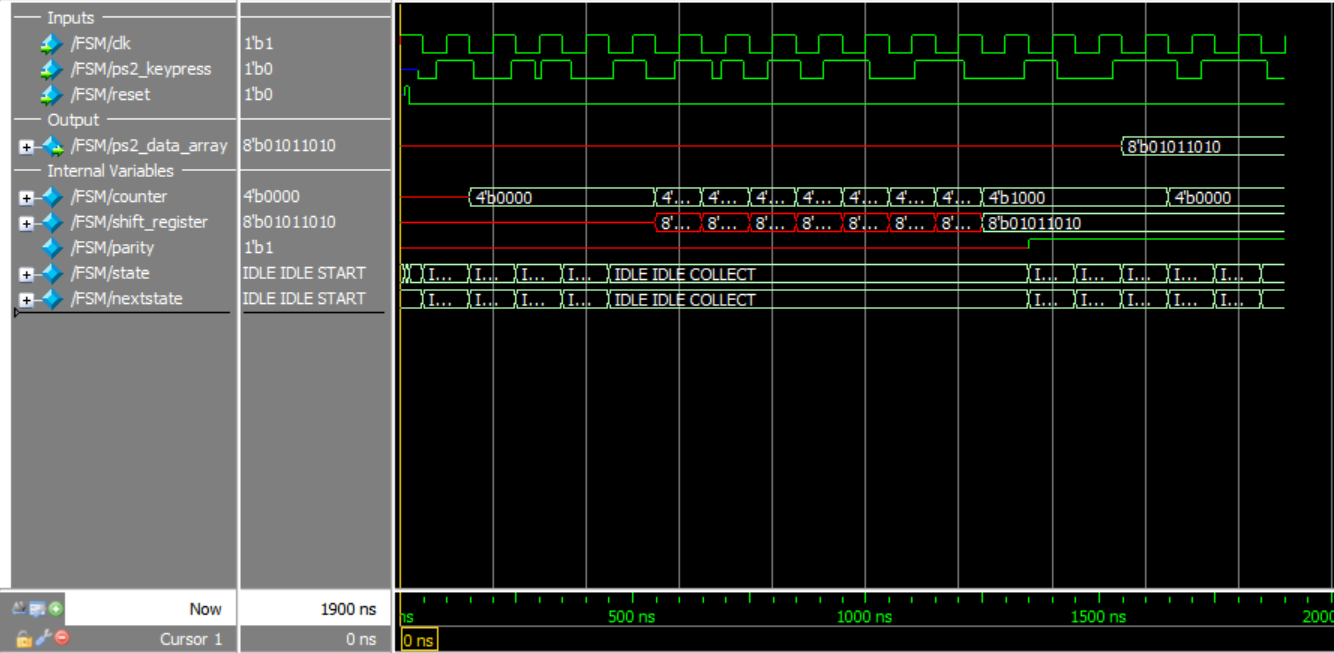 Inputs
/FSM/clk 1'b1
/FSM/ps2_keypress 1'b0
/FSM/reset 1'b0
Output
/FSM/ps2_data_array 8'b01011010 8'b01011010
Internal Variables
/FSM/counter 4'b0000 4'b0000 4'... 4'... 4'... 4'... 4'... 4'... 4'... 4'b1000 4'b0000
/FSM/shift_register 8'b01011010 8'... 8'... 8'... 8'... 8'... 8'... 8'... 8'b01011010
/FSM/parity 1'b1
/FSM/state IDLE IDLE START I... I... I... I... IDLE IDLE COLLECT I... I... I... I... I...
/FSM/nextstate IDLE IDLE START I... I... I... I... IDLE IDLE COLLECT I... I... I... I... I...
Now 1900 ns ns 500 ns 1000 ns 1500 ns 2000
Cursor 1 0 ns 0 ns